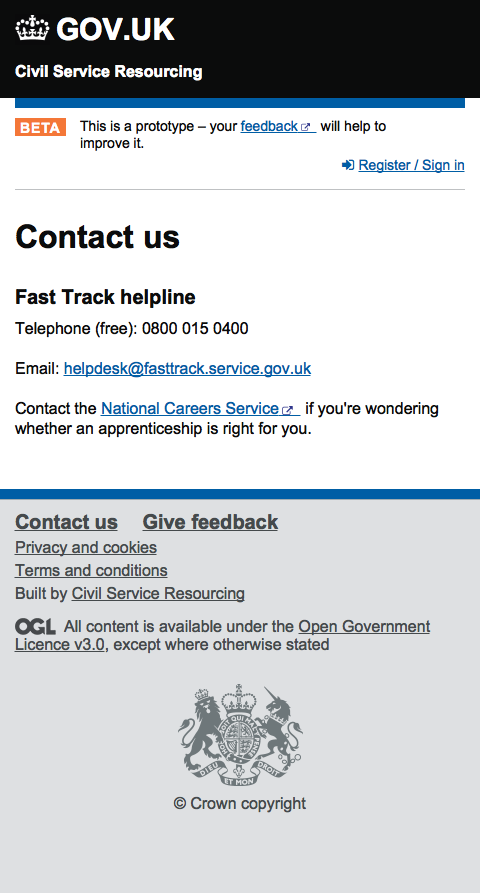 GOV.UK
Civil Service Resourcing
BETA This is a prototype – your feedback will help to
improve it.
Register / Sign in
Contact us
Fast Track helpline
Telephone (free): 0800 015 0400
Email: helpdesk@fasttrack.service.gov.uk
Contact the National Careers Service if you're wondering
whether an apprenticeship is right for you.
Contact us Give feedback
Privacy and cookies
Terms and conditions
Built by Civil Service Resourcing
OGL All content is available under the Open Government
Licence v3.0, except where otherwise stated
DIEU ET MON DROIT
© Crown copyright